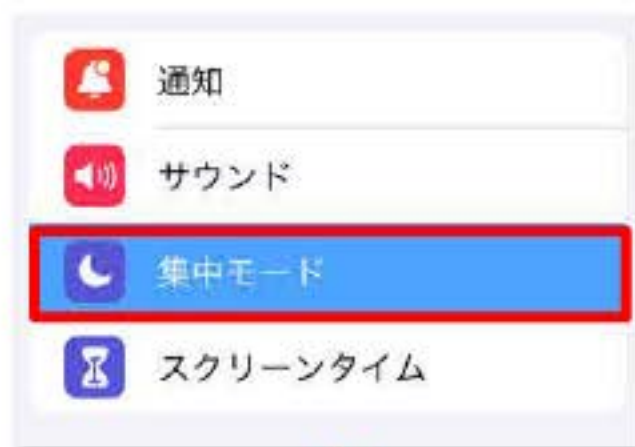 通知
サウンド
集中モード
スクリーンタイム